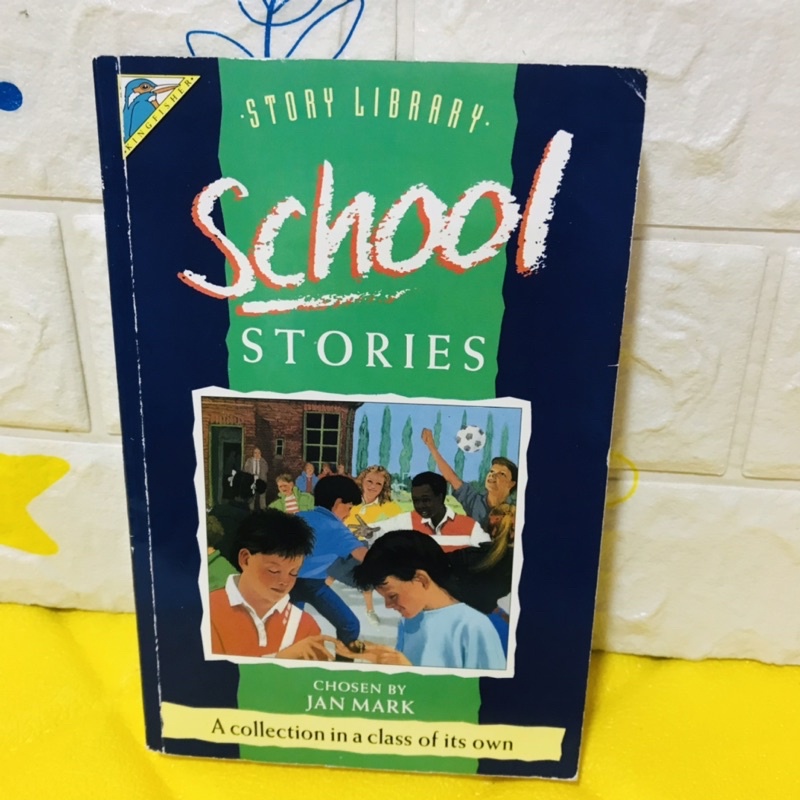 KINGFISHER
·STORY LIBRARY·
School
STORIES
CHOSEN BY
JAN MARK
A collection in a class of its own